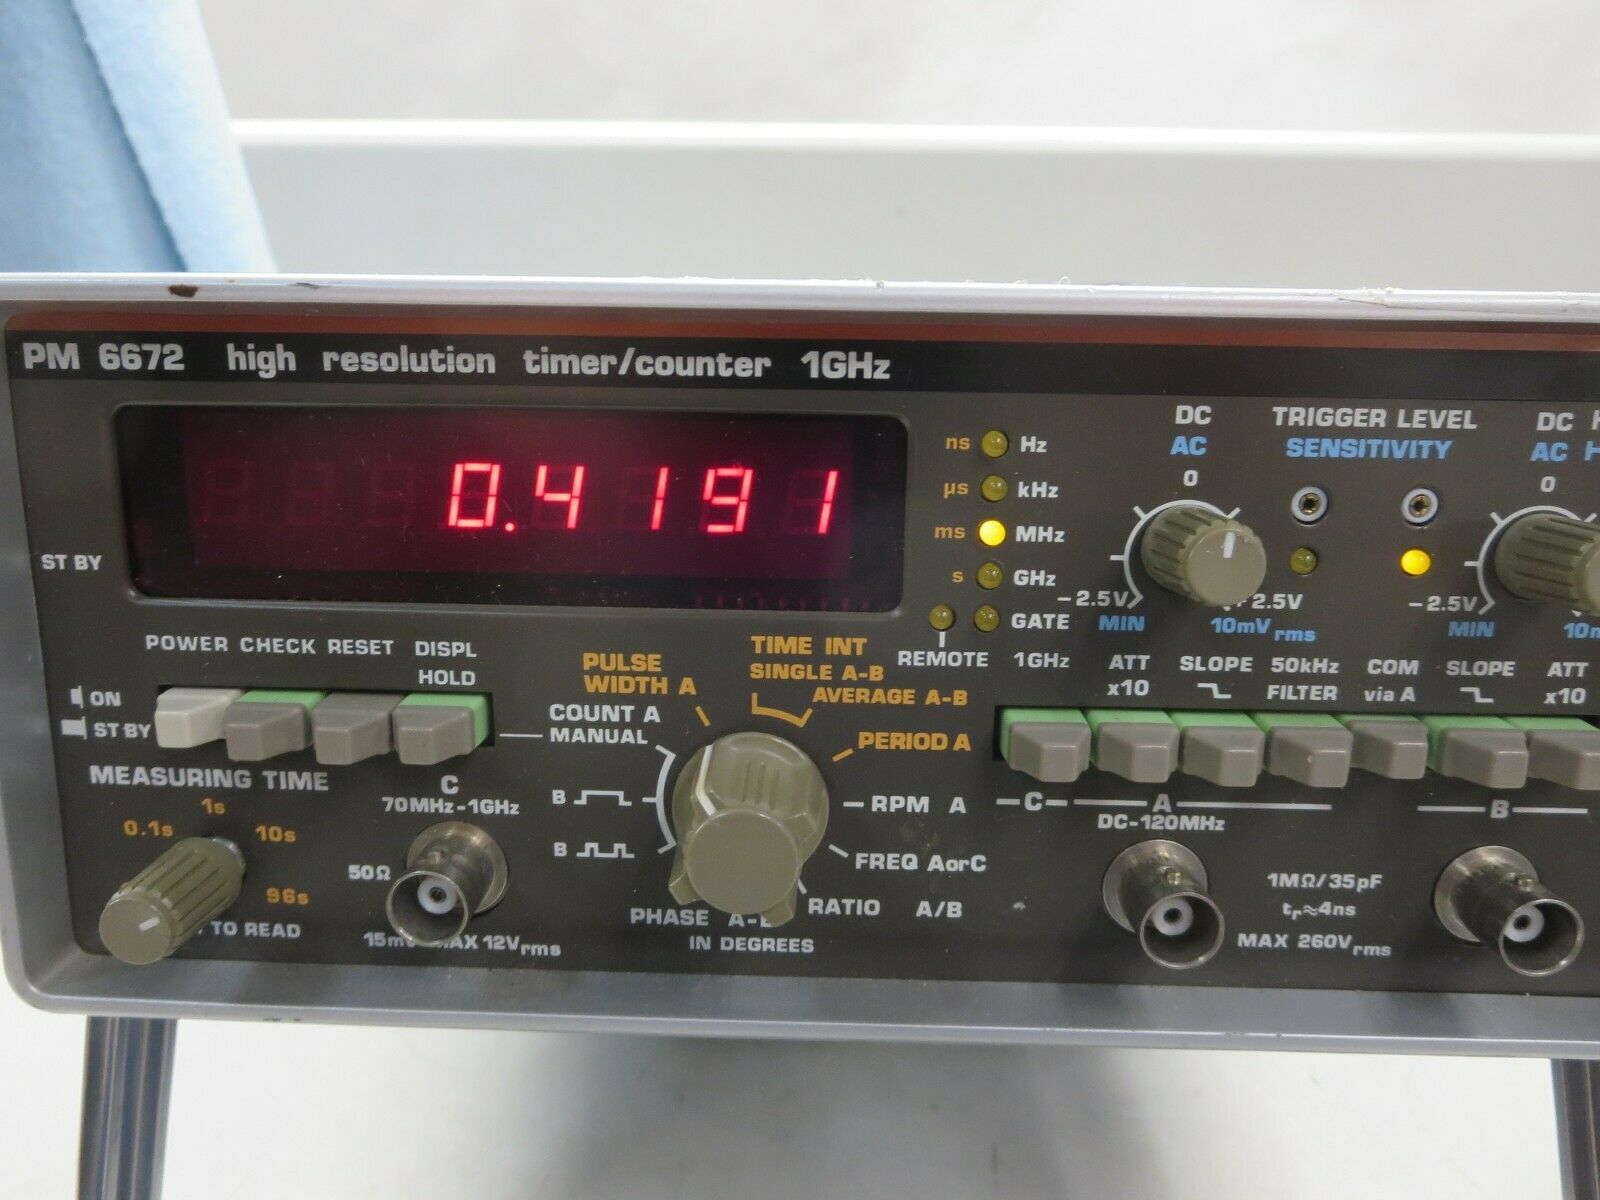 PM 6672 high resolution timer/counter 1GHz
0.4191
ns Hz
µs kHz
ms MHz
s GHz
GATE
REMOTE
ST BY
DC
AC
0
-2.5V
+2.5V
MIN
10mVrms
TRIGGER LEVEL
SENSITIVITY
DC
AC
0
-2.5V
MIN
POWER CHECK RESET DISPL
HOLD
ON
ST BY
PULSE
WIDTH A
TIME INT
SINGLE A-B
AVERAGE A-B
COUNT A
MANUAL
PERIOD A
B
RPM A
B
FREQ AorC
RATIO A/B
PHASE
IN DEGREES
1GHz
ATT
x10
SLOPE
50kHz
FILTER
COM
via A
SLOPE
ATT
x10
MEASURING TIME
0.1s
1s
10s
96s
TO READ
C
70MHz-1GHz
50Ω
MAX 12Vrms
C
A
DC-120MHz
B
1MΩ/35pF
tr≈4ns
MAX 260Vrms